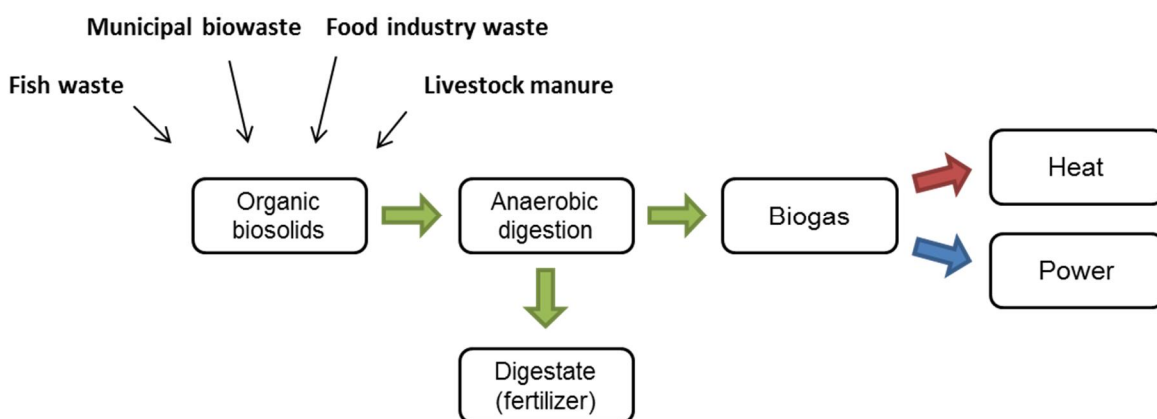 Municipal biowaste
Food industry waste
Fish waste
Livestock manure
Organic
biosolids
Anaerobic
digestion
Biogas
Heat
Power
Digestate
(fertilizer)